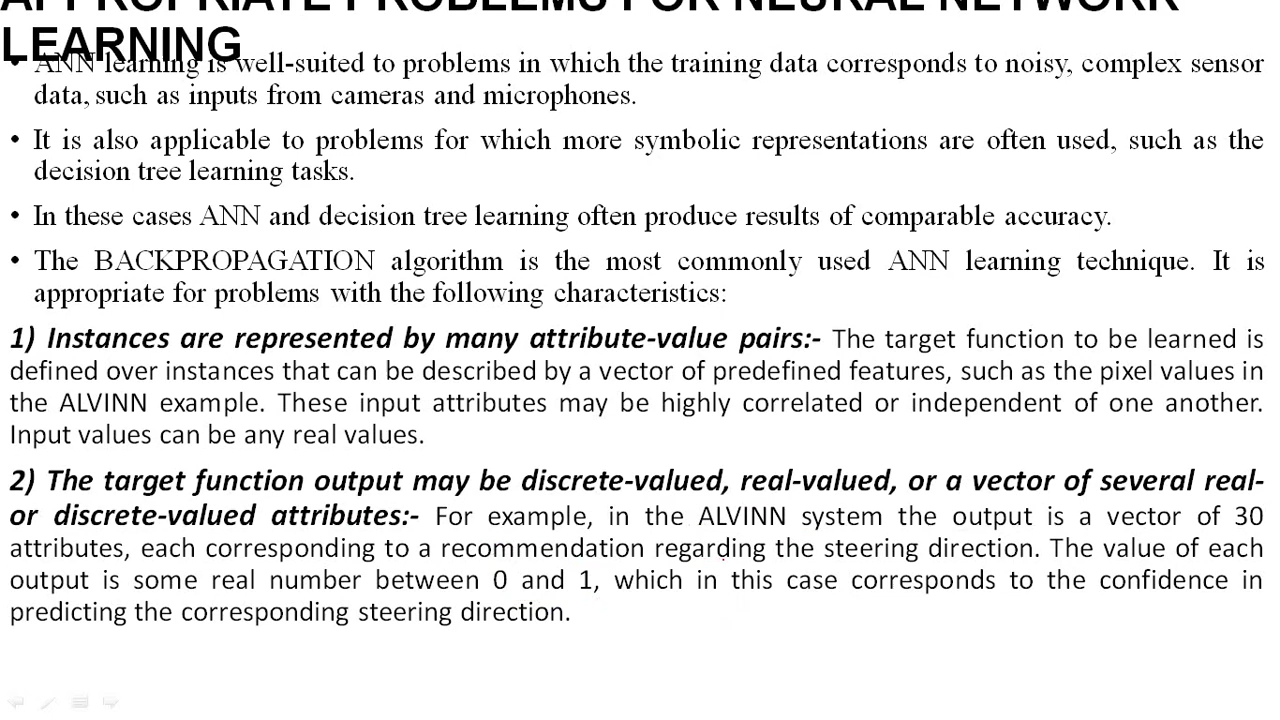 APPROPRIATE PROBLEMS FOR NEURAL NETWORK
LEARNING
• ANN learning is well-suited to problems in which the training data corresponds to noisy, complex sensor
data, such as inputs from cameras and microphones.
• It is also applicable to problems for which more symbolic representations are often used, such as the
decision tree learning tasks.
• In these cases ANN and decision tree learning often produce results of comparable accuracy.
• The BACKPROPAGATION algorithm is the most commonly used ANN learning technique. It is
appropriate for problems with the following characteristics:
1) Instances are represented by many attribute-value pairs:- The target function to be learned is
defined over instances that can be described by a vector of predefined features, such as the pixel values in
the ALVINN example. These input attributes may be highly correlated or independent of one another.
Input values can be any real values.
2) The target function output may be discrete-valued, real-valued, or a vector of several real-
or discrete-valued attributes:- For example, in the ALVINN system the output is a vector of 30
attributes, each corresponding to a recommendation regarding the steering direction. The value of each
output is some real number between 0 and 1, which in this case corresponds to the confidence in
predicting the corresponding steering direction.